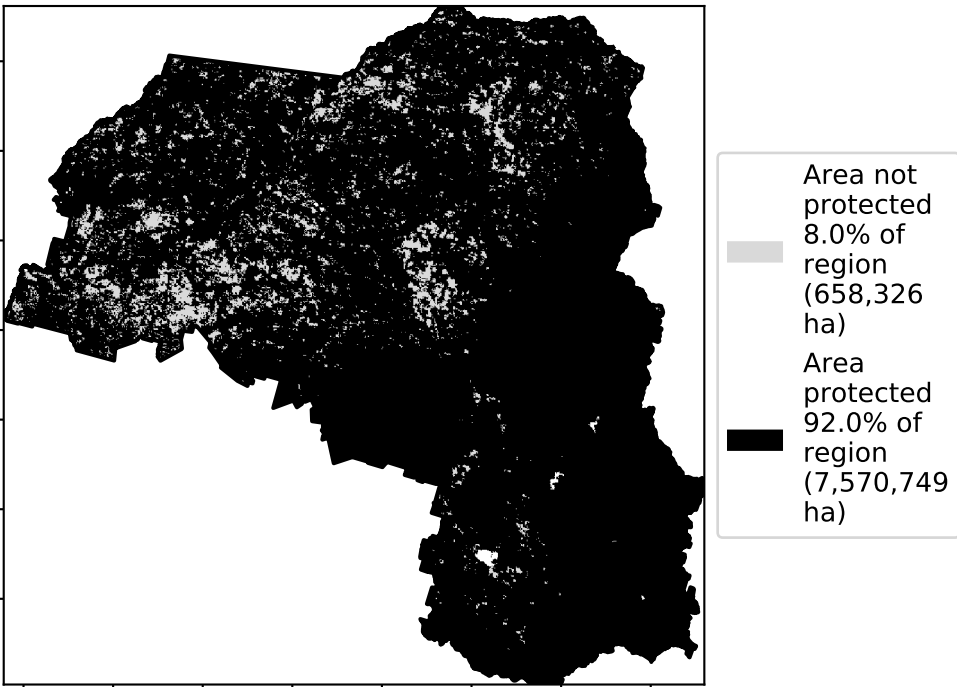 Area not
protected
8.0% of
region
(658,326
ha)
Area
protected
92.0% of
region
(7,570,749
ha)